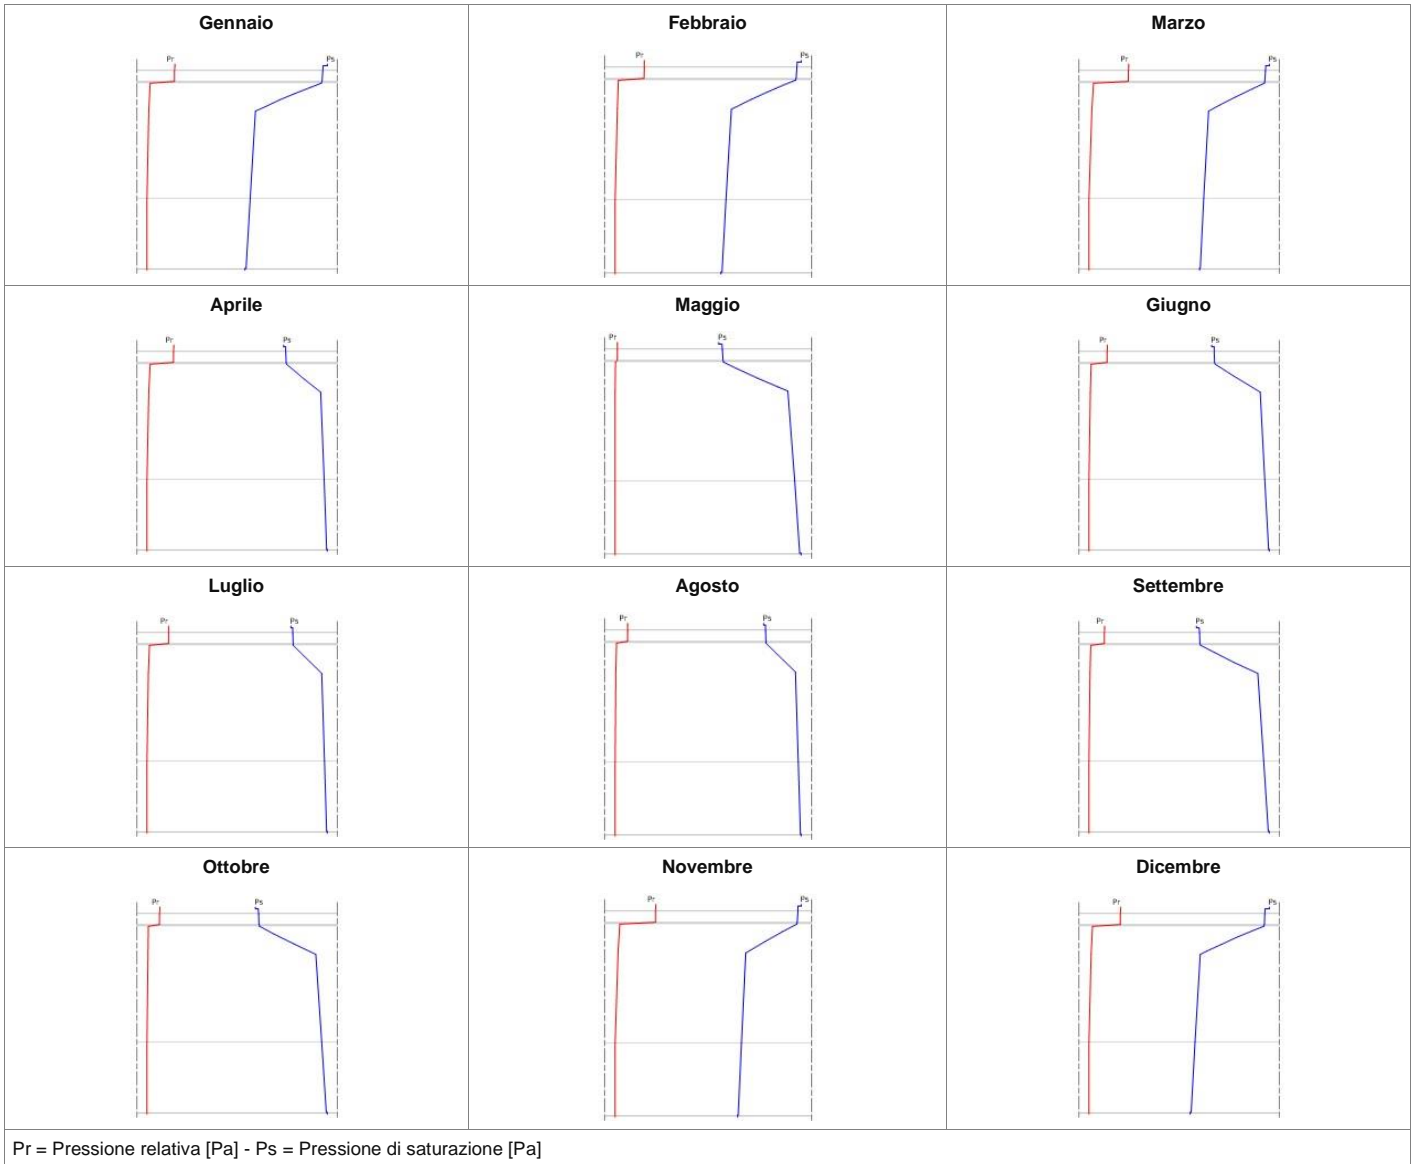 Gennaio Febbraio Marzo
Pr Ps Pr Ps Pr Ps
Aprile Maggio Giugno
Pr Ps Pr Ps Pr Ps
Luglio Agosto Settembre
Pr Ps Pr Ps Pr Ps
Ottobre Novembre Dicembre
Pr Ps Pr Ps Pr Ps
Pr = Pressione relativa [Pa] - Ps = Pressione di saturazione [Pa]